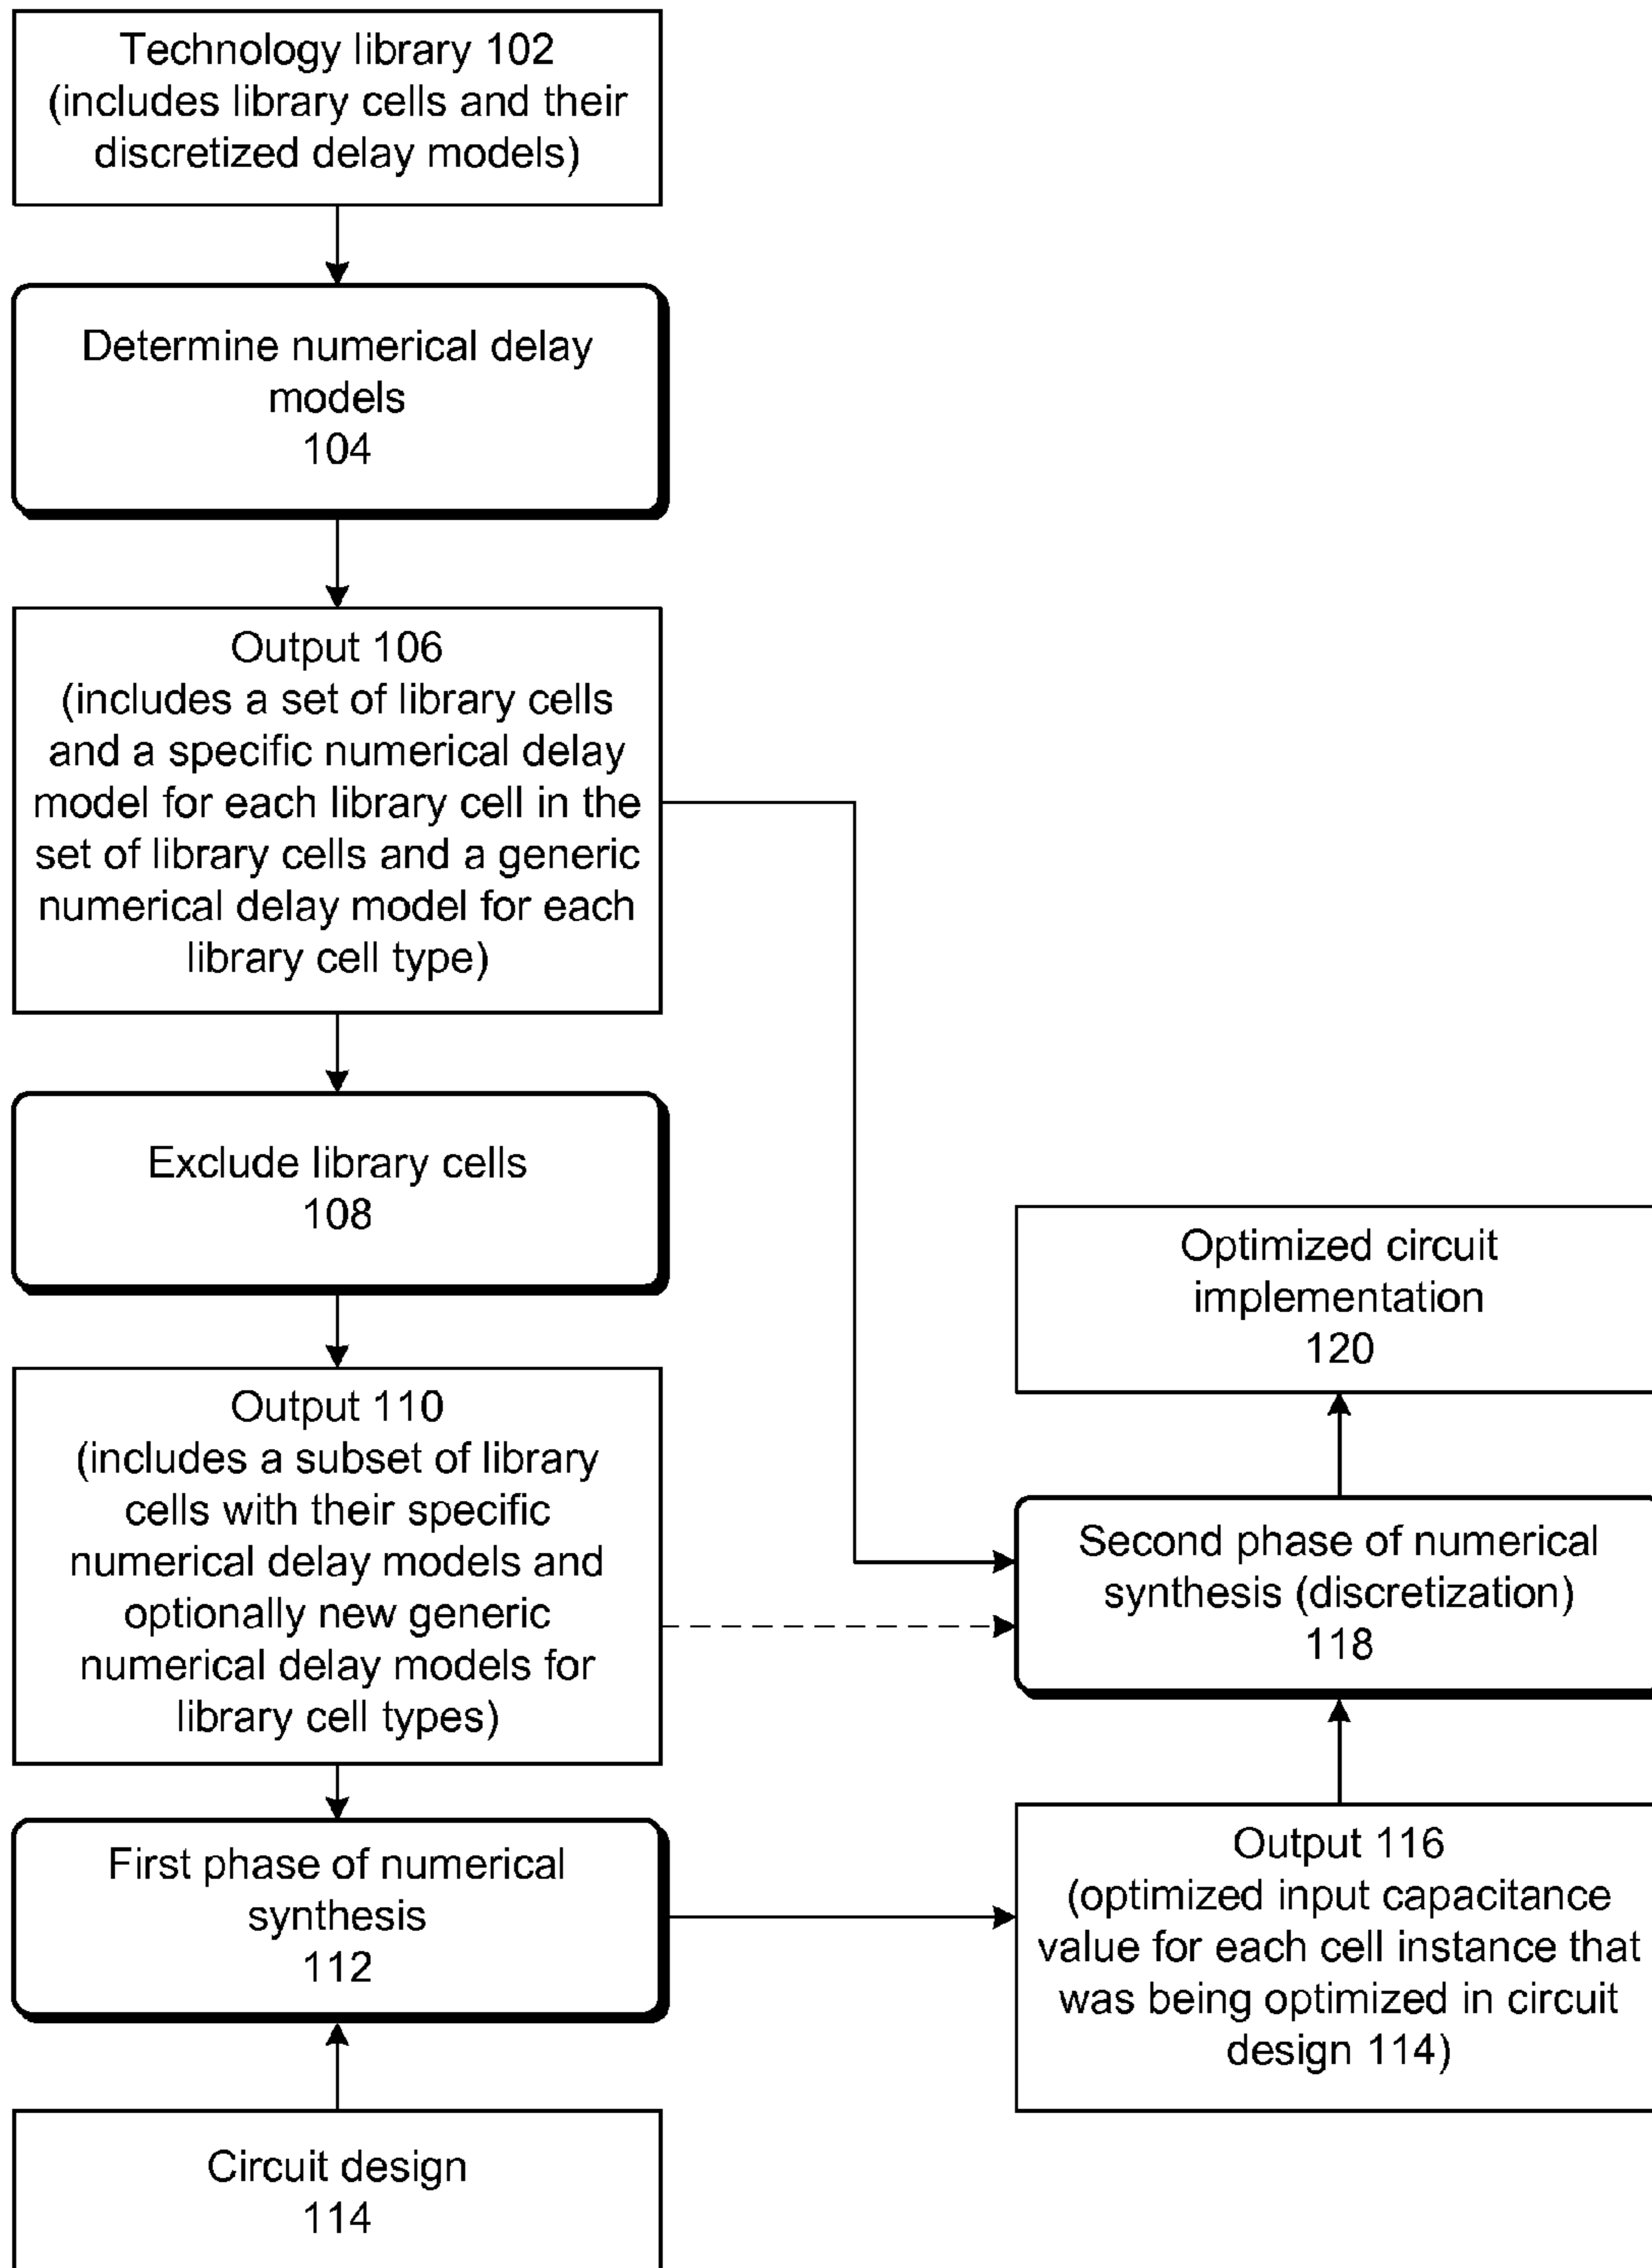 Technology library 102
(includes library cells and their
discretized delay models)
Determine numerical delay
models
104
Output 106
(includes a set of library cells
and a specific numerical delay
model for each library cell in the
set of library cells and a generic
numerical delay model for each
library cell type)
Exclude library cells
108
Output 110
(includes a subset of library
cells with their specific
numerical delay models and
optionally new generic
numerical delay models for
library cell types)
First phase of numerical
synthesis
112
Circuit design
114
Optimized circuit
implementation
120
Second phase of numerical
synthesis (discretization)
118
Output 116
(optimized input capacitance
value for each cell instance that
was being optimized in circuit
design 114)